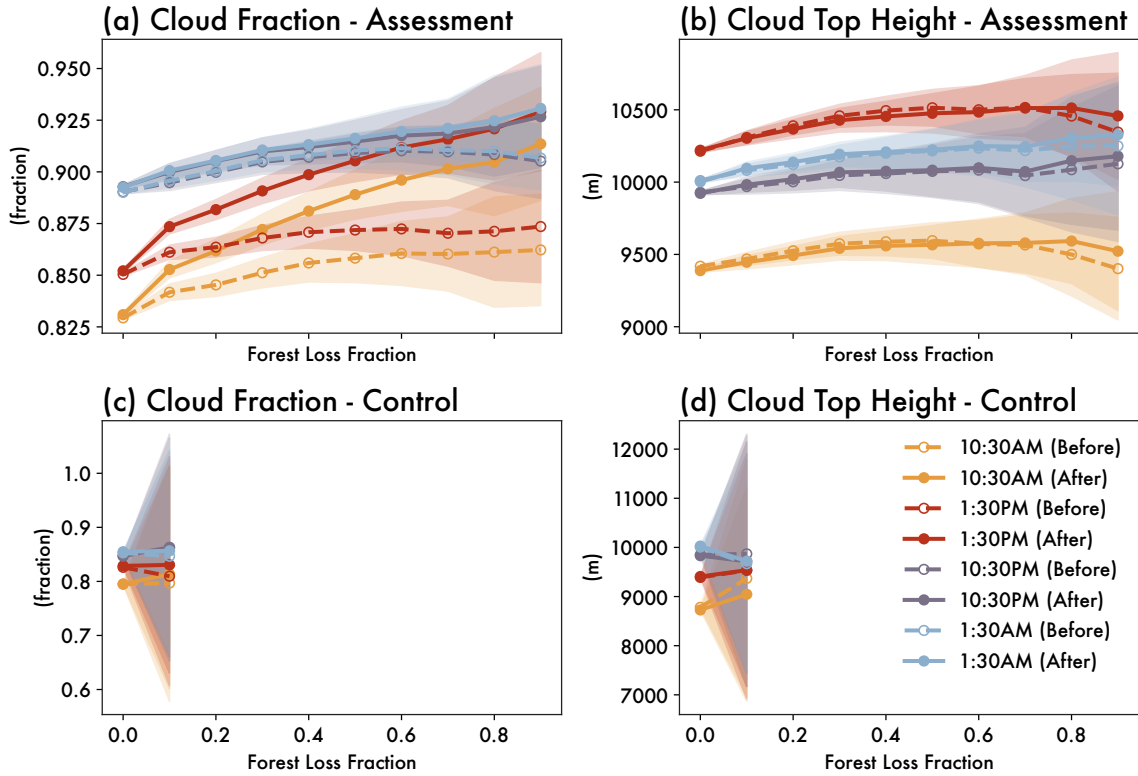 (a) Cloud Fraction - Assessment
(b) Cloud Top Height - Assessment
(fraction)
0.950
0.925
0.900
0.875
0.850
0.825
Forest Loss Fraction
(m)
10500
10000
9500
9000
Forest Loss Fraction
(c) Cloud Fraction - Control
(d) Cloud Top Height - Control
(fraction)
1.0
0.9
0.8
0.7
0.6
0.0 0.2 0.4 0.6 0.8
Forest Loss Fraction
(m)
12000
11000
10000
9000
8000
7000
10:30AM (Before)
10:30AM (After)
1:30PM (Before)
1:30PM (After)
10:30PM (Before)
10:30PM (After)
1:30AM (Before)
1:30AM (After)
0.0 0.2 0.4 0.6 0.8
Forest Loss Fraction